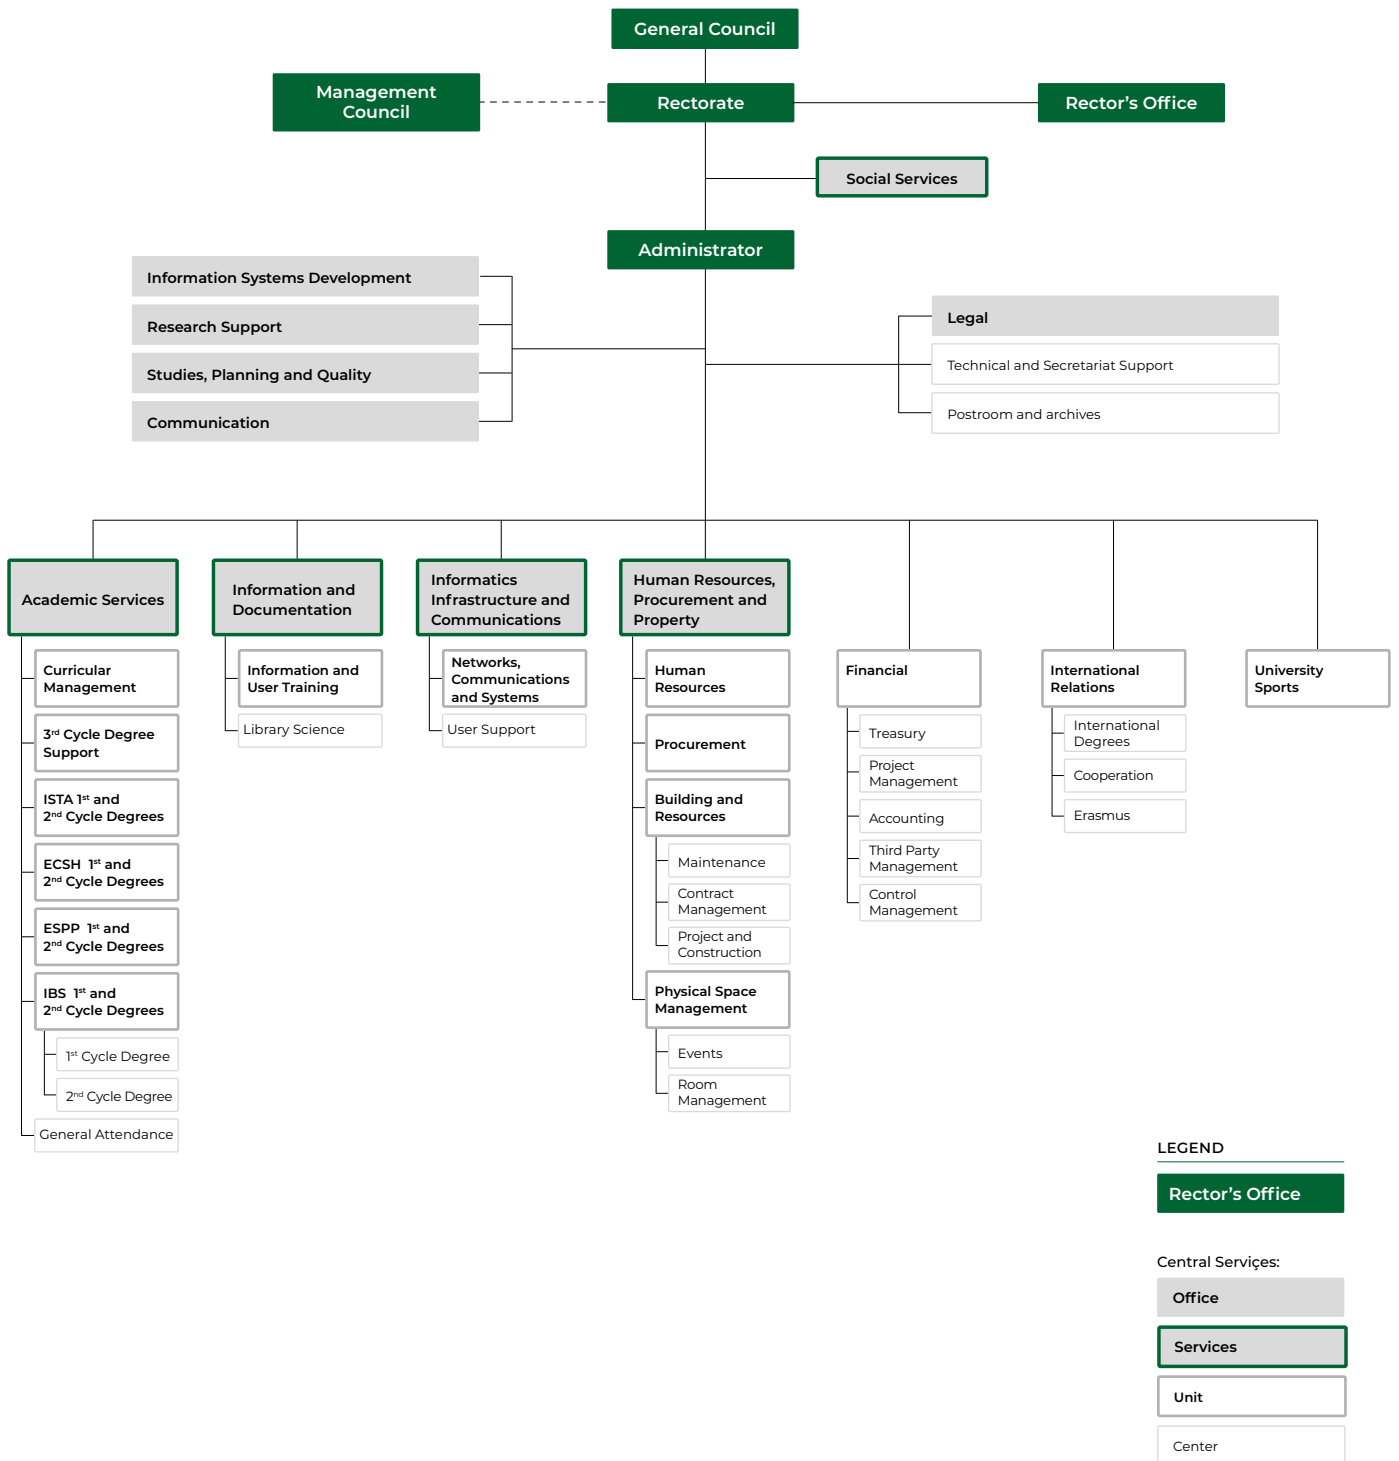 General Council
Management
Council
Rectorate
Rector’s Office
Social Services
Administrator
Information Systems Development
Research Support
Studies, Planning and Quality
Communication
Legal
Technical and Secretariat Support
Postroom and archives
Academic Services
Curricular
Management
3rd Cycle Degree
Support
ISTA 1st and
2nd Cycle Degrees
ECSH 1st and
2nd Cycle Degrees
ESPP 1st and
2nd Cycle Degrees
IBS 1st and
2nd Cycle Degrees
1st Cycle Degree
2nd Cycle Degree
General Attendance
Information and
Documentation
Information and
User Training
Library Science
Informatics
Infrastructure and
Communications
Networks,
Communications
and Systems
User Support
Human Resources,
Procurement and
Property
Human
Resources
Procurement
Building and
Resources
Maintenance
Contract
Management
Project and
Construction
Physical Space
Management
Events
Room
Management
Financial
Treasury
Project
Management
Accounting
Third Party
Management
Control
Management
International
Relations
International
Degrees
Cooperation
Erasmus
University
Sports
LEGEND
Rector’s Office
Central Serviçes:
Office
Services
Unit
Center